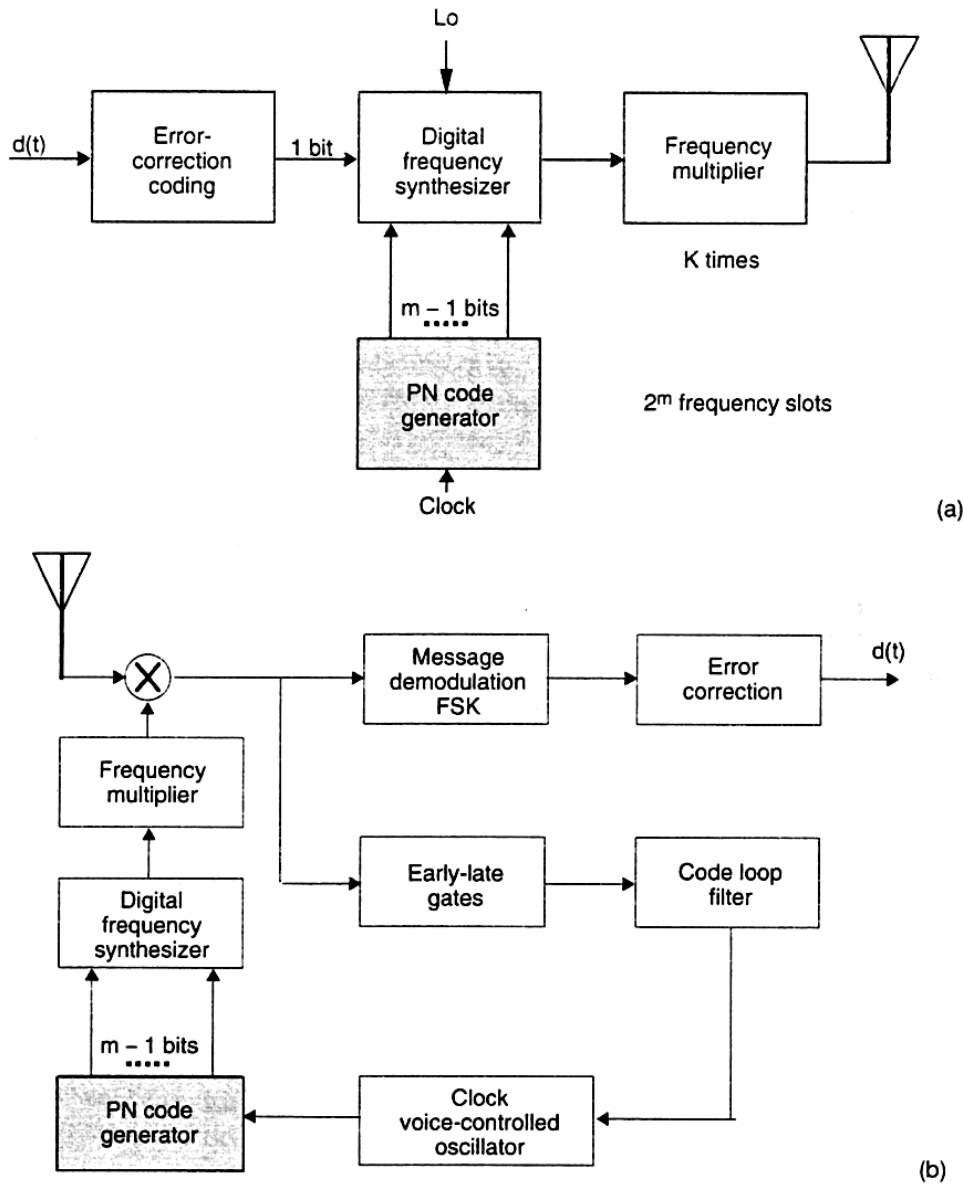 Lo
d(t)
Error-
correction
coding
1 bit
Digital
frequency
synthesizer
Frequency
multiplier
K times
m – 1 bits
PN code
generator
2ᵐ frequency slots
Clock
(a)
Message
demodulation
FSK
Error
correction
d(t)
Frequency
multiplier
Early-late
gates
Code loop
filter
Digital
frequency
synthesizer
m – 1 bits
PN code
generator
Clock
voice-controlled
oscillator
(b)